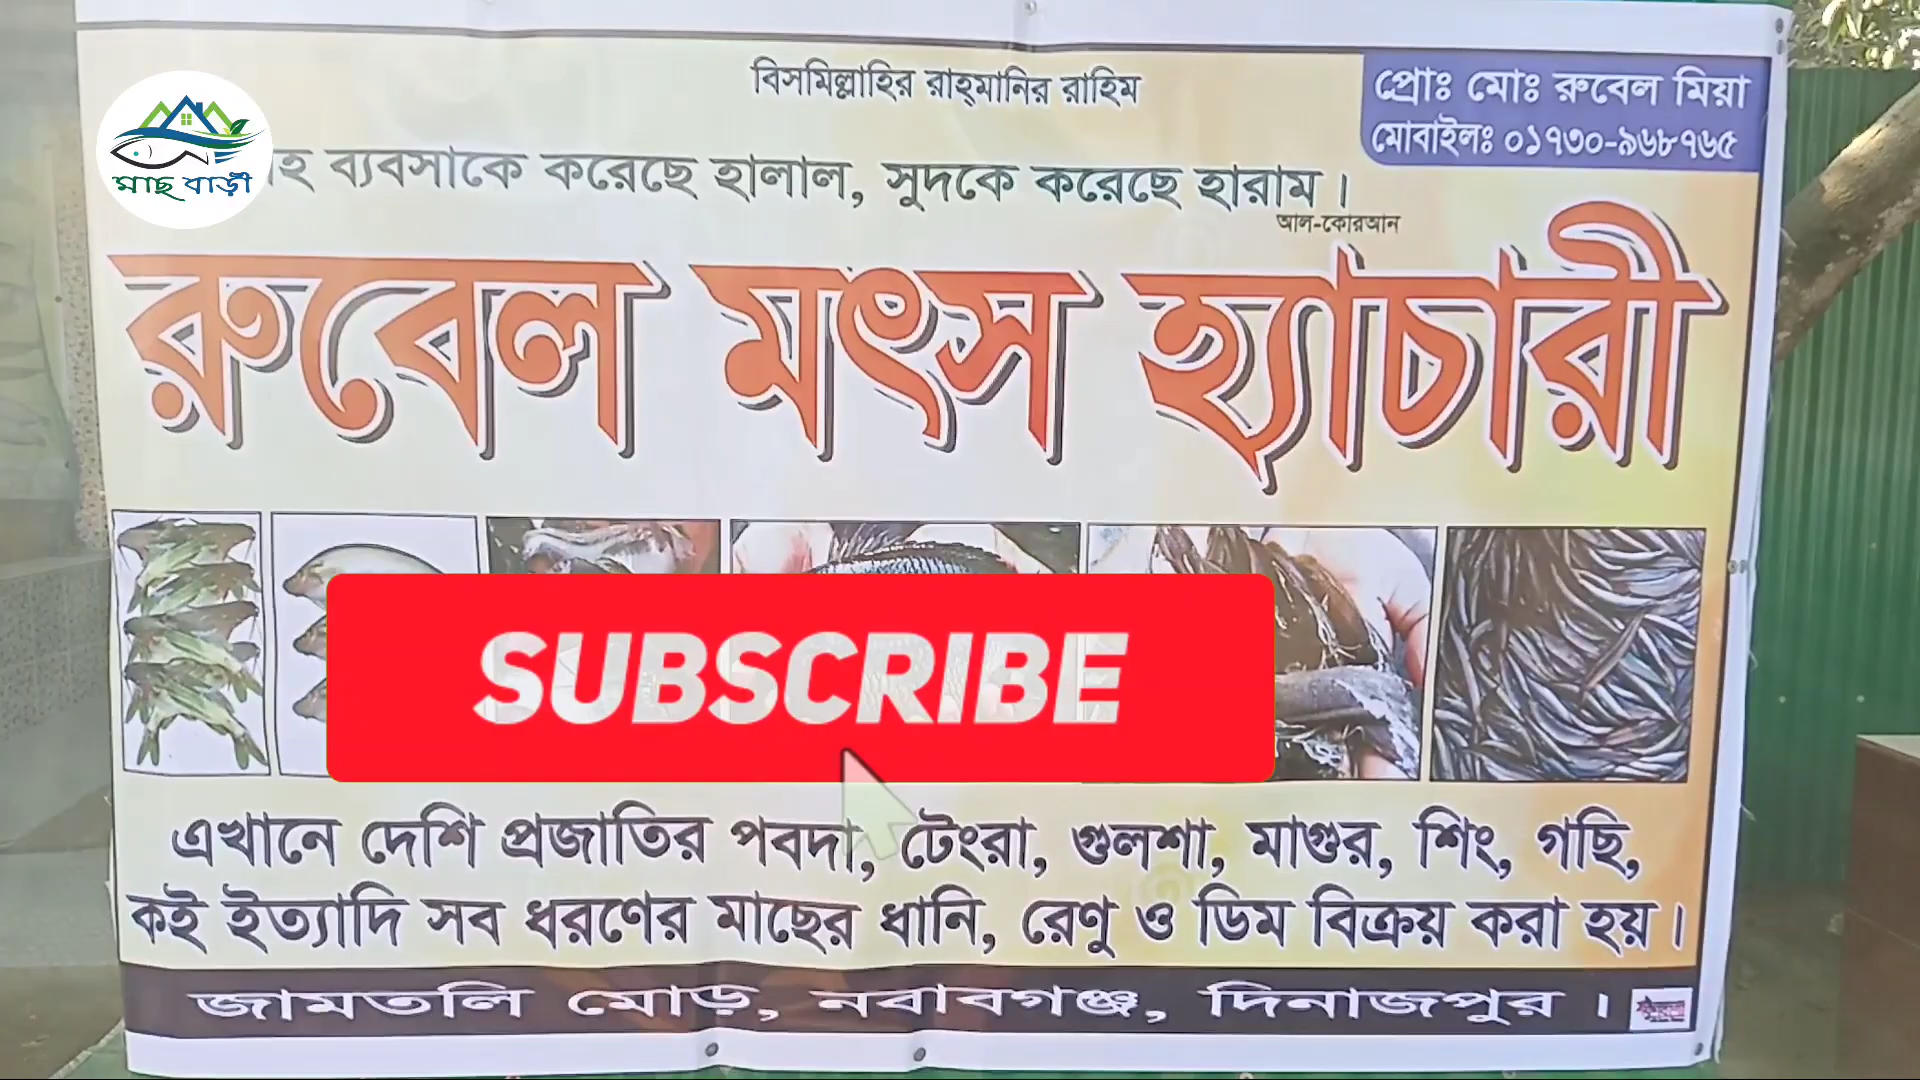 বিসমিল্লাহির রাহ্মানির রাহিম
প্রোঃ মোঃ রুবেল মিয়া
মোবাইলঃ ০১৭৩০-৯৬৮৭৬৫
মাছ বাড়ী
ব্যবসাকে করেছে হালাল, সুদকে করেছে হারাম।
আল-কোরআন
রুবেল মৎস হ্যাচারী
SUBSCRIBE
এখানে দেশি প্রজাতির পবদা, টেংরা, গুলশা, মাগুর, শিং, গছি,
কই ইত্যাদি সব ধরণের মাছের ধানি, রেণু ও ডিম বিক্রয় করা হয়।
জামতলি মোড়, নবাবগঞ্জ, দিনাজপুর।